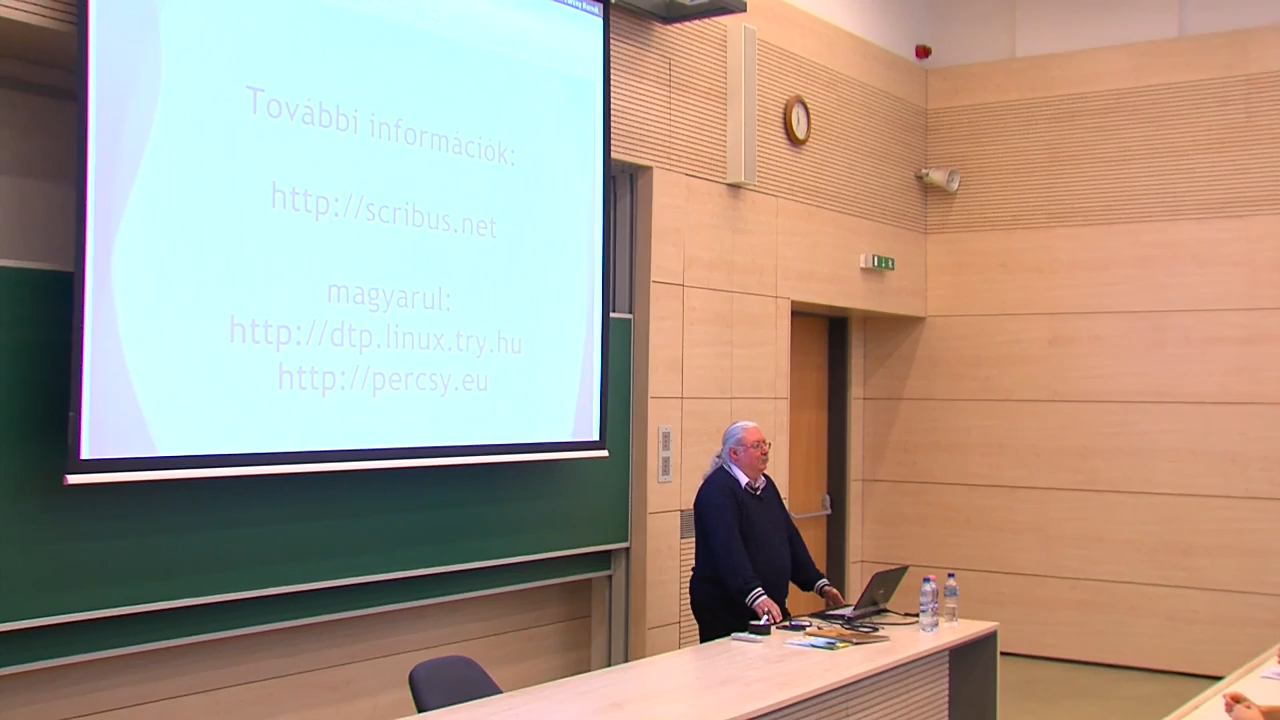 További információk:
http://scribus.net
magyarul:
http://dtp.linux.try.hu
http://percsy.eu